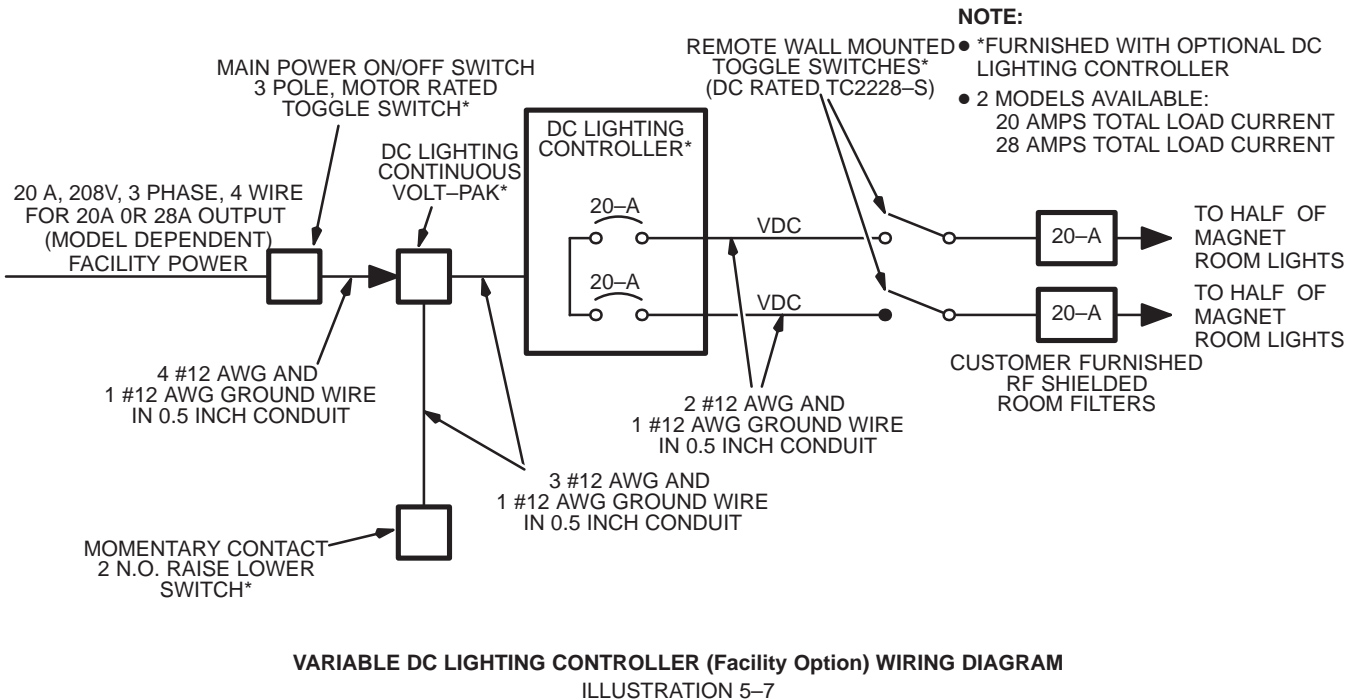 NOTE:
● *FURNISHED WITH OPTIONAL DC
LIGHTING CONTROLLER
● 2 MODELS AVAILABLE:
20 AMPS TOTAL LOAD CURRENT
28 AMPS TOTAL LOAD CURRENT
REMOTE WALL MOUNTED
TOGGLE SWITCHES*
(DC RATED TC2228–S)
MAIN POWER ON/OFF SWITCH
3 POLE, MOTOR RATED
TOGGLE SWITCH*
DC LIGHTING
CONTINUOUS
VOLT–PAK*
DC LIGHTING
CONTROLLER*
20 A, 208V, 3 PHASE, 4 WIRE
FOR 20A 0R 28A OUTPUT
(MODEL DEPENDENT)
FACILITY POWER
20–A
VDC
20–A
TO HALF OF
MAGNET
ROOM LIGHTS
20–A
VDC
20–A
TO HALF OF
MAGNET
ROOM LIGHTS
CUSTOMER FURNISHED
RF SHIELDED
ROOM FILTERS
4 #12 AWG AND
1 #12 AWG GROUND WIRE
IN 0.5 INCH CONDUIT
2 #12 AWG AND
1 #12 AWG GROUND WIRE
IN 0.5 INCH CONDUIT
3 #12 AWG AND
1 #12 AWG GROUND WIRE
IN 0.5 INCH CONDUIT
MOMENTARY CONTACT
2 N.O. RAISE LOWER
SWITCH*
VARIABLE DC LIGHTING CONTROLLER (Facility Option) WIRING DIAGRAM
ILLUSTRATION 5–7